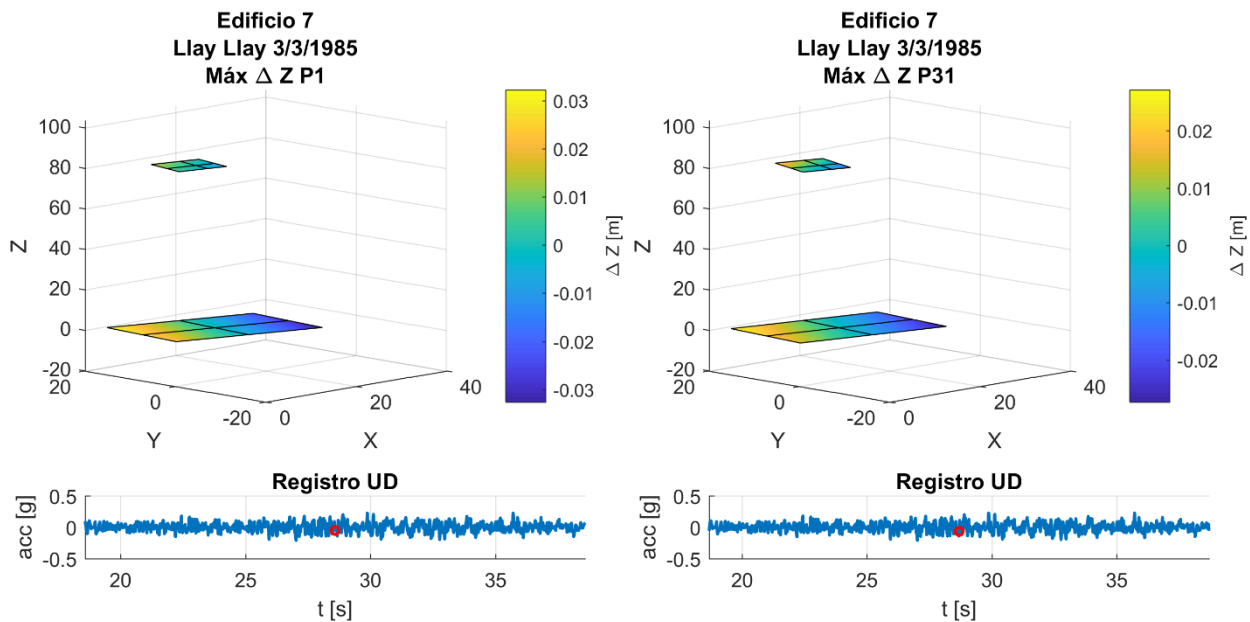 Edificio 7
Llay Llay 3/3/1985
Máx Δ Z P1
100
80
60
40
20
0
-20
Z
20
0
-20
Y
0
20
40
X
0.03
0.02
0.01
0
-0.01
-0.02
-0.03
Δ Z [m]
Edificio 7
Llay Llay 3/3/1985
Máx Δ Z P31
100
80
60
40
20
0
-20
Z
20
0
-20
Y
0
20
40
X
0.02
0.01
0
-0.01
-0.02
Δ Z [m]
Registro UD
0.5
0
-0.5
acc [g]
20
25
30
35
t [s]
Registro UD
0.5
0
-0.5
acc [g]
20
25
30
35
t [s]